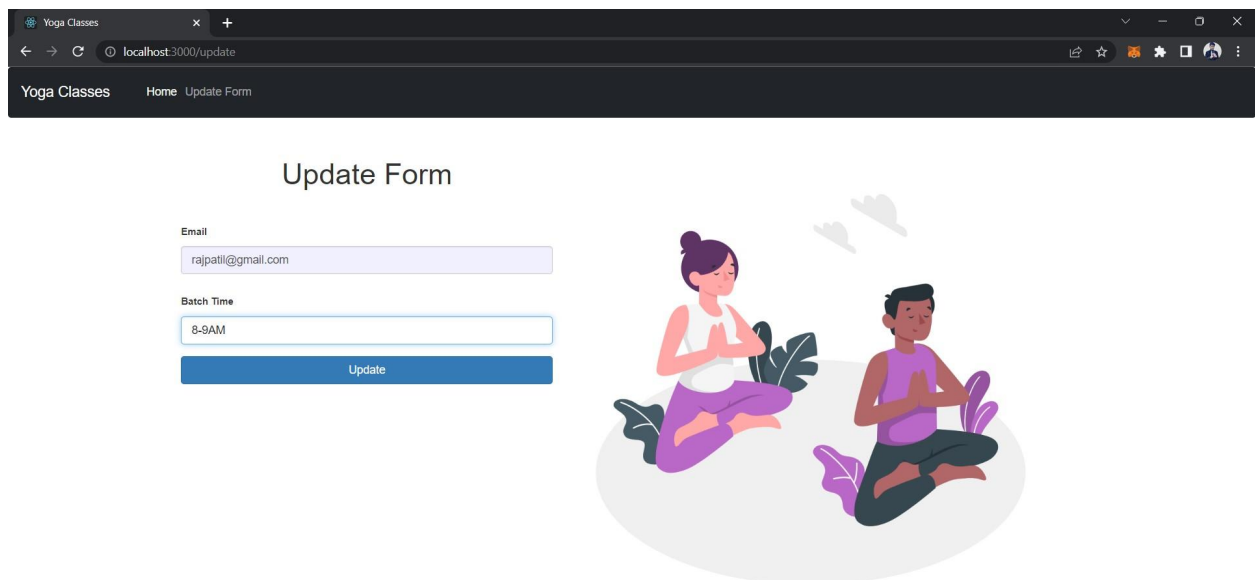 Yoga Classes
localhost:3000/update
Yoga Classes Home Update Form
Update Form
Email
rajpatil@gmail.com
Batch Time
8-9AM
Update